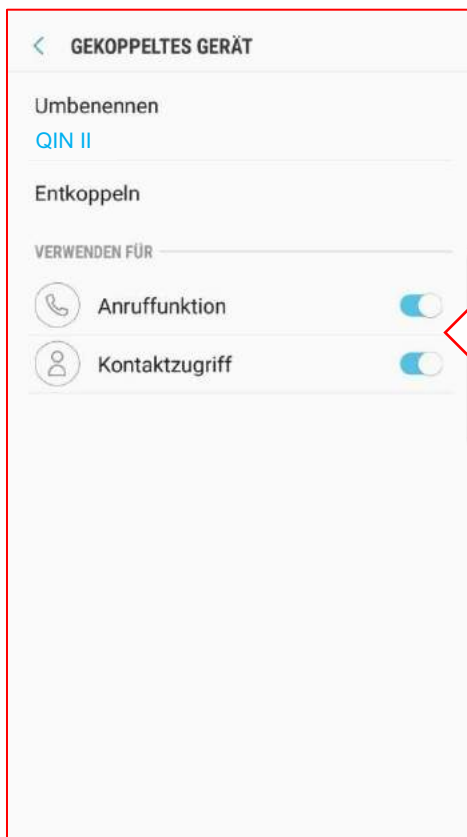 GEKOPPELTES GERÄT
Umbenennen
QIN II
Entkoppeln
VERWENDEN FÜR
Anruffunktion
Kontaktzugriff